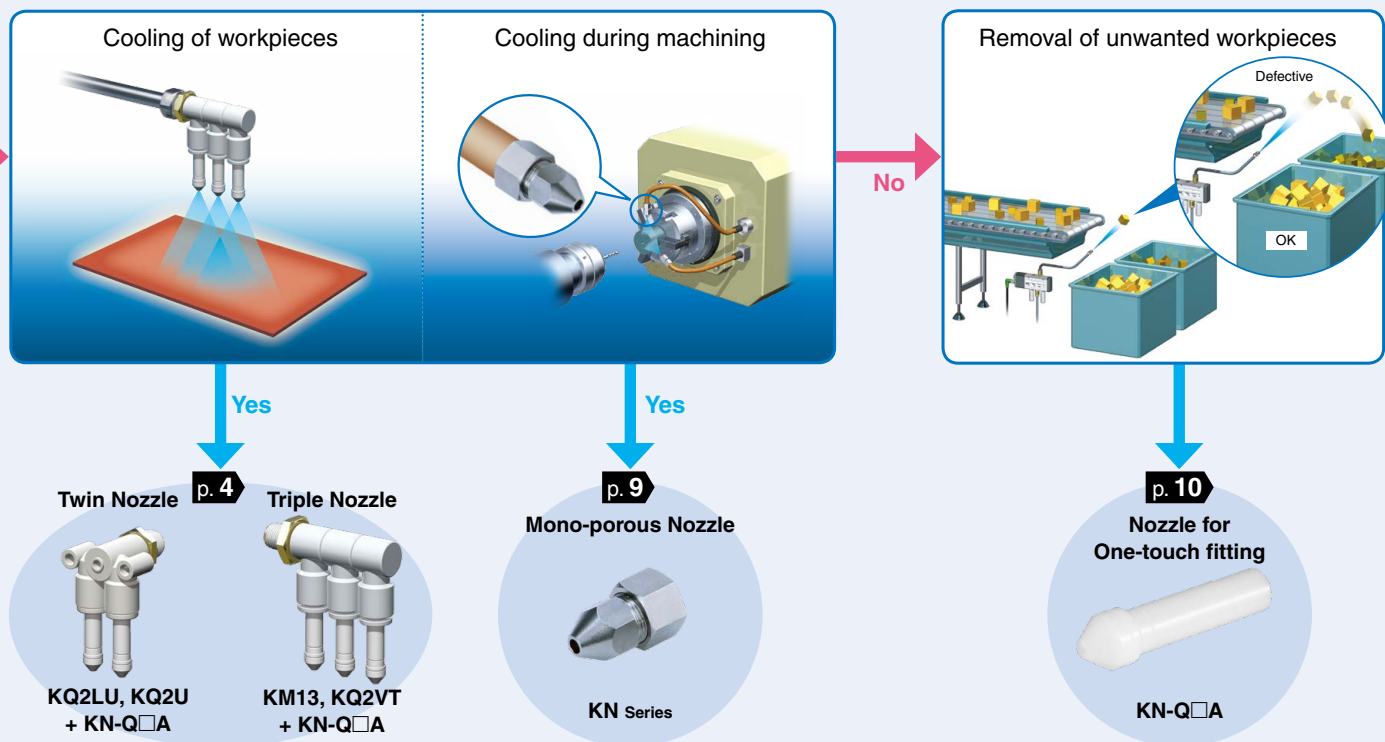 Cooling of workpieces
Cooling during machining
Removal of unwanted workpieces
Defective
OK
No
Yes
Yes
p. 4
Twin Nozzle
Triple Nozzle
KQ2LU, KQ2U
+ KN-Q□A
KM13, KQ2VT
+ KN-Q□A
p. 9
Mono-porous Nozzle
KN Series
p. 10
Nozzle for
One-touch fitting
KN-Q□A